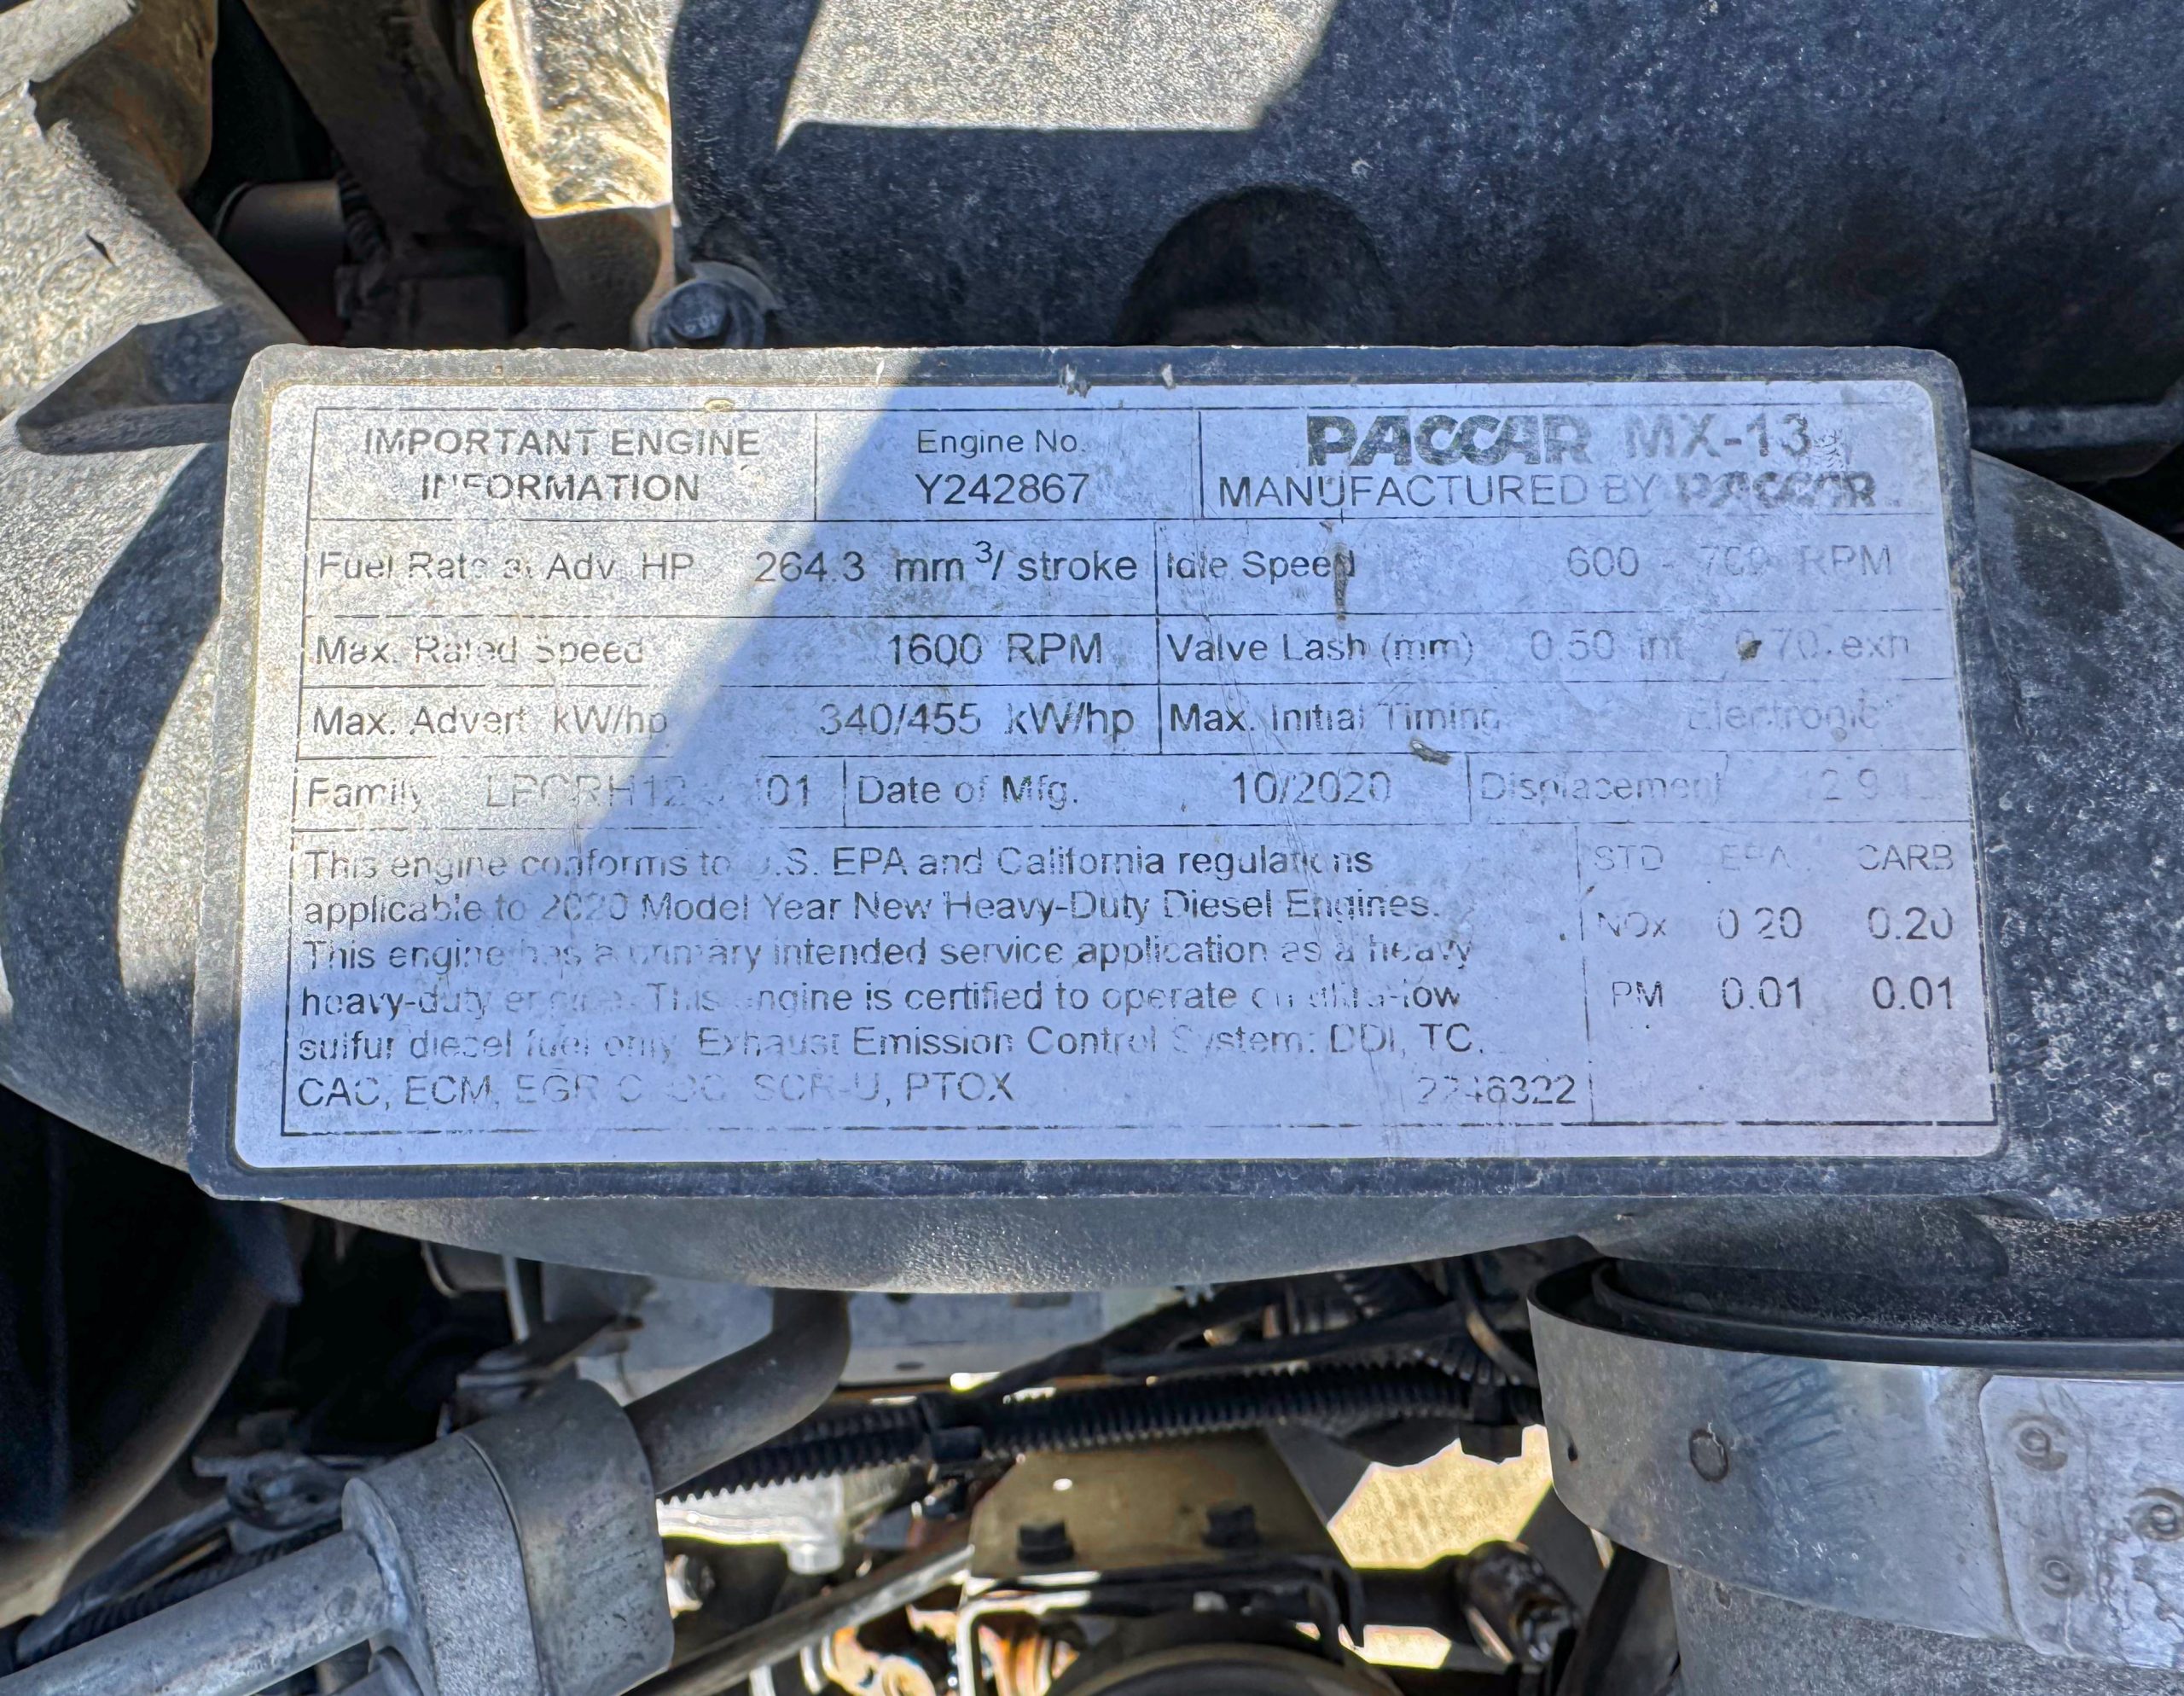 IMPORTANT ENGINE
INFORMATION
Engine No.
Y242867
PACCAR MX-13
MANUFACTURED BY PACCAR
Fuel Rate at Adv. HP 264.3 mm3/ stroke
Idle Speed 600 - 700 RPM
Max. Rated Speed 1600 RPM
Valve Lash (mm) 0.50 int. 0.70 exh
Max. Advert kW/hp 340/455 kW/hp
Max. Initial Timing Electronic
Family
Date of Mfg. 10/2020
Displacement 12.9
This engine conforms to U.S. EPA and California regulations
applicable to 2020 Model Year New Heavy-Duty Diesel Engines.
This engine has a primary intended service application as a heavy
heavy-duty engine. This engine is certified to operate on ultra-low
sulfur diesel fuel only. Exhaust Emission Control System: DDI, TC,
CAC, ECM, EGR-C, SCR-U, PTOX
STD EPA CARB
NOx 0.20 0.20
PM 0.01 0.01